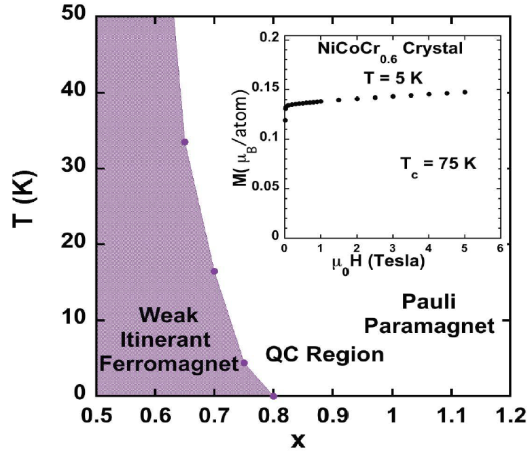 50
40
30
20
10
0
T (K)
0.5 0.6 0.7 0.8 0.9 1 1.1 1.2
x
Weak
Itinerant
Ferromagnet
QC Region
Pauli
Paramagnet
NiCoCr₀.₆ Crystal
T = 5 K
T_c = 75 K
0.2
0.15
0.1
0.05
0
M( μ_B/atom)
0 1 2 3 4 5 6
μ₀H (Tesla)